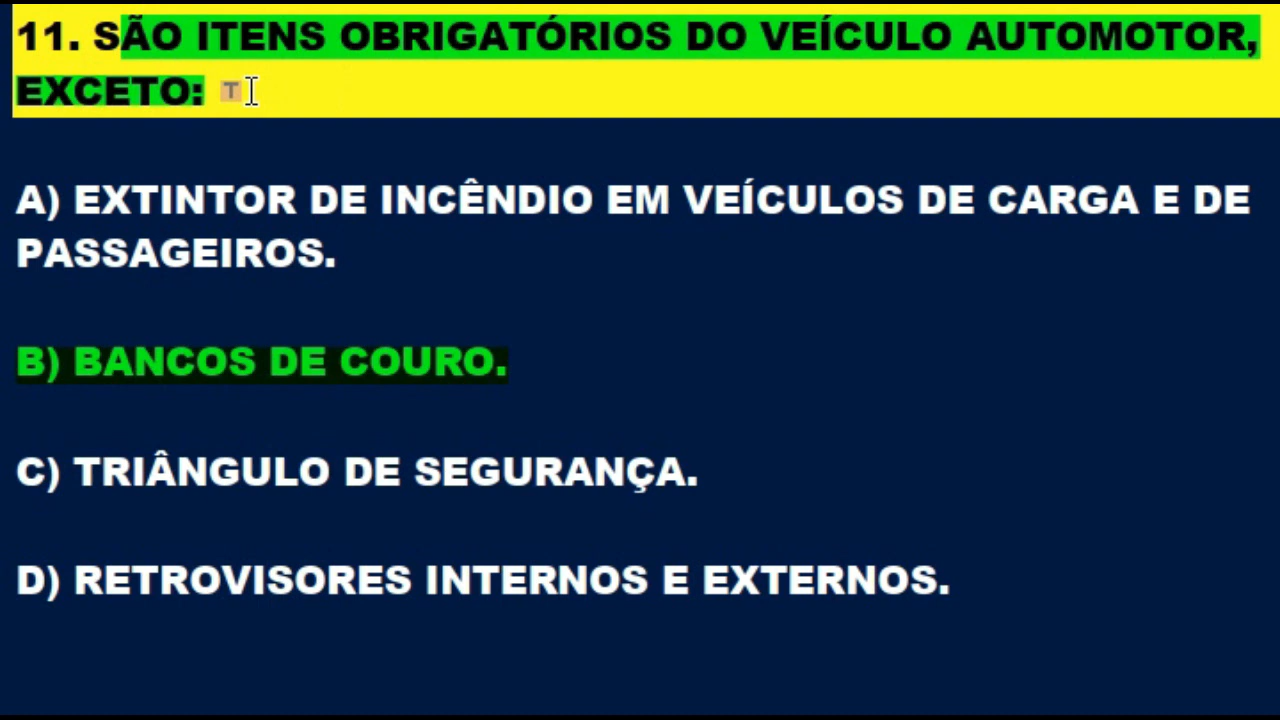 11. SÃO ITENS OBRIGATÓRIOS DO VEÍCULO AUTOMOTOR,
EXCETO: T
A) EXTINTOR DE INCÊNDIO EM VEÍCULOS DE CARGA E DE
PASSAGEIROS.
B) BANCOS DE COURO.
C) TRIÂNGULO DE SEGURANÇA.
D) RETROVISORES INTERNOS E EXTERNOS.